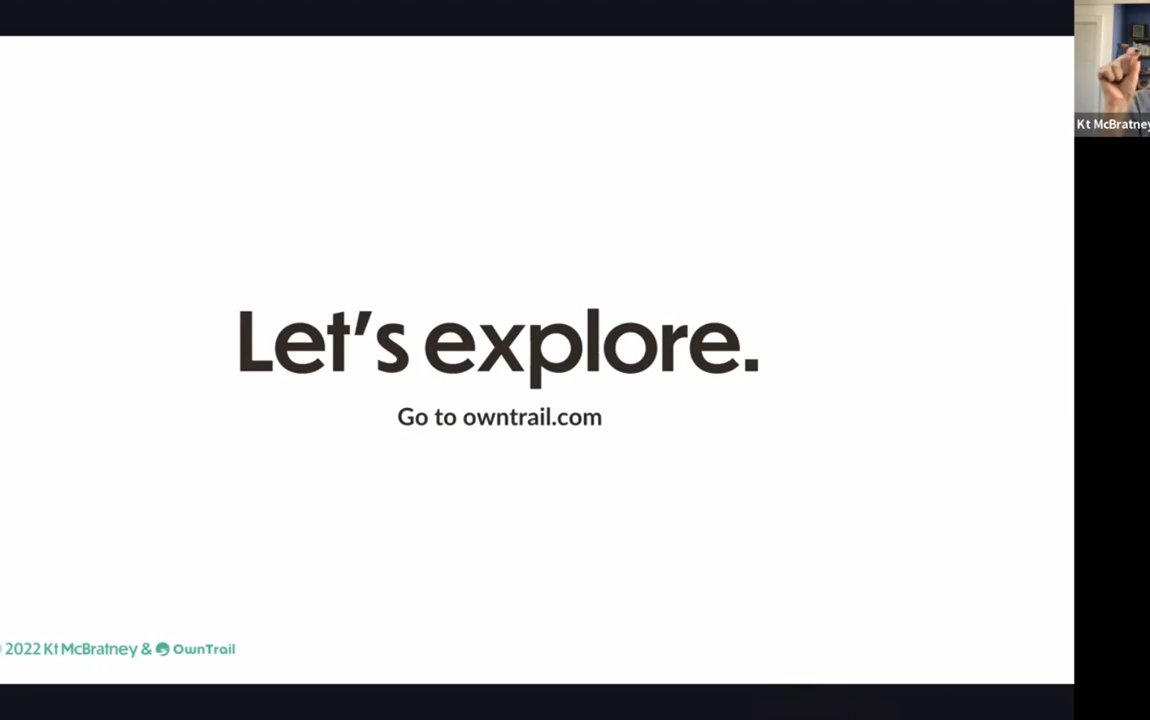 Kt McBratney
Let's explore.
Go to owntrail.com
2022 Kt McBratney & OwnTrail